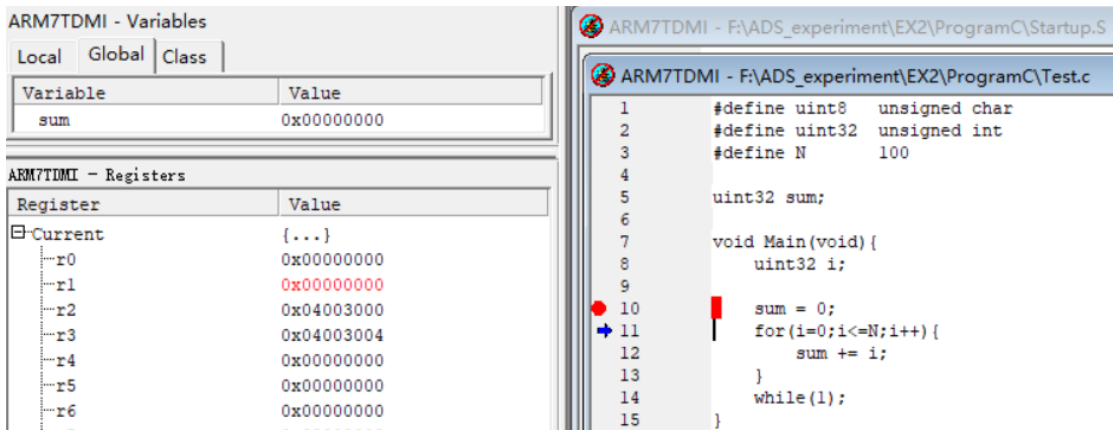 ARM7TDMI - Variables
Local Global Class
Variable Value
sum 0x00000000
ARM7TDMI - Registers
Register Value
Current {...}
r0 0x00000000
r1 0x00000000
r2 0x04003000
r3 0x04003004
r4 0x00000000
r5 0x00000000
r6 0x00000000
ARM7TDMI - F:\ADS_experiment\EX2\ProgramC\Startup.S
ARM7TDMI - F:\ADS_experiment\EX2\ProgramC\Test.c
1 #define uint8 unsigned char
2 #define uint32 unsigned int
3 #define N 100
4
5 uint32 sum;
6
7 void Main(void){
8 uint32 i;
9
10 sum = 0;
11 for(i=0;i<=N;i++){
12 sum += i;
13 }
14 while(1);
15 }